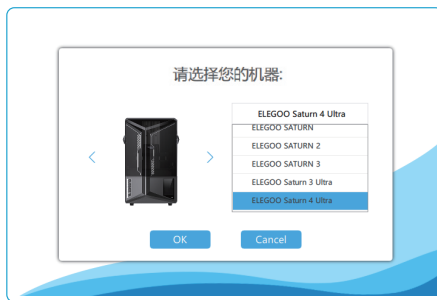 请选择您的机器:
ELEGOO Saturn 4 Ultra
ELEGOO SATURN
ELEGOO SATURN 2
ELEGOO SATURN 3
ELEGOO Saturn 3 Ultra
ELEGOO Saturn 4 Ultra
OK
Cancel